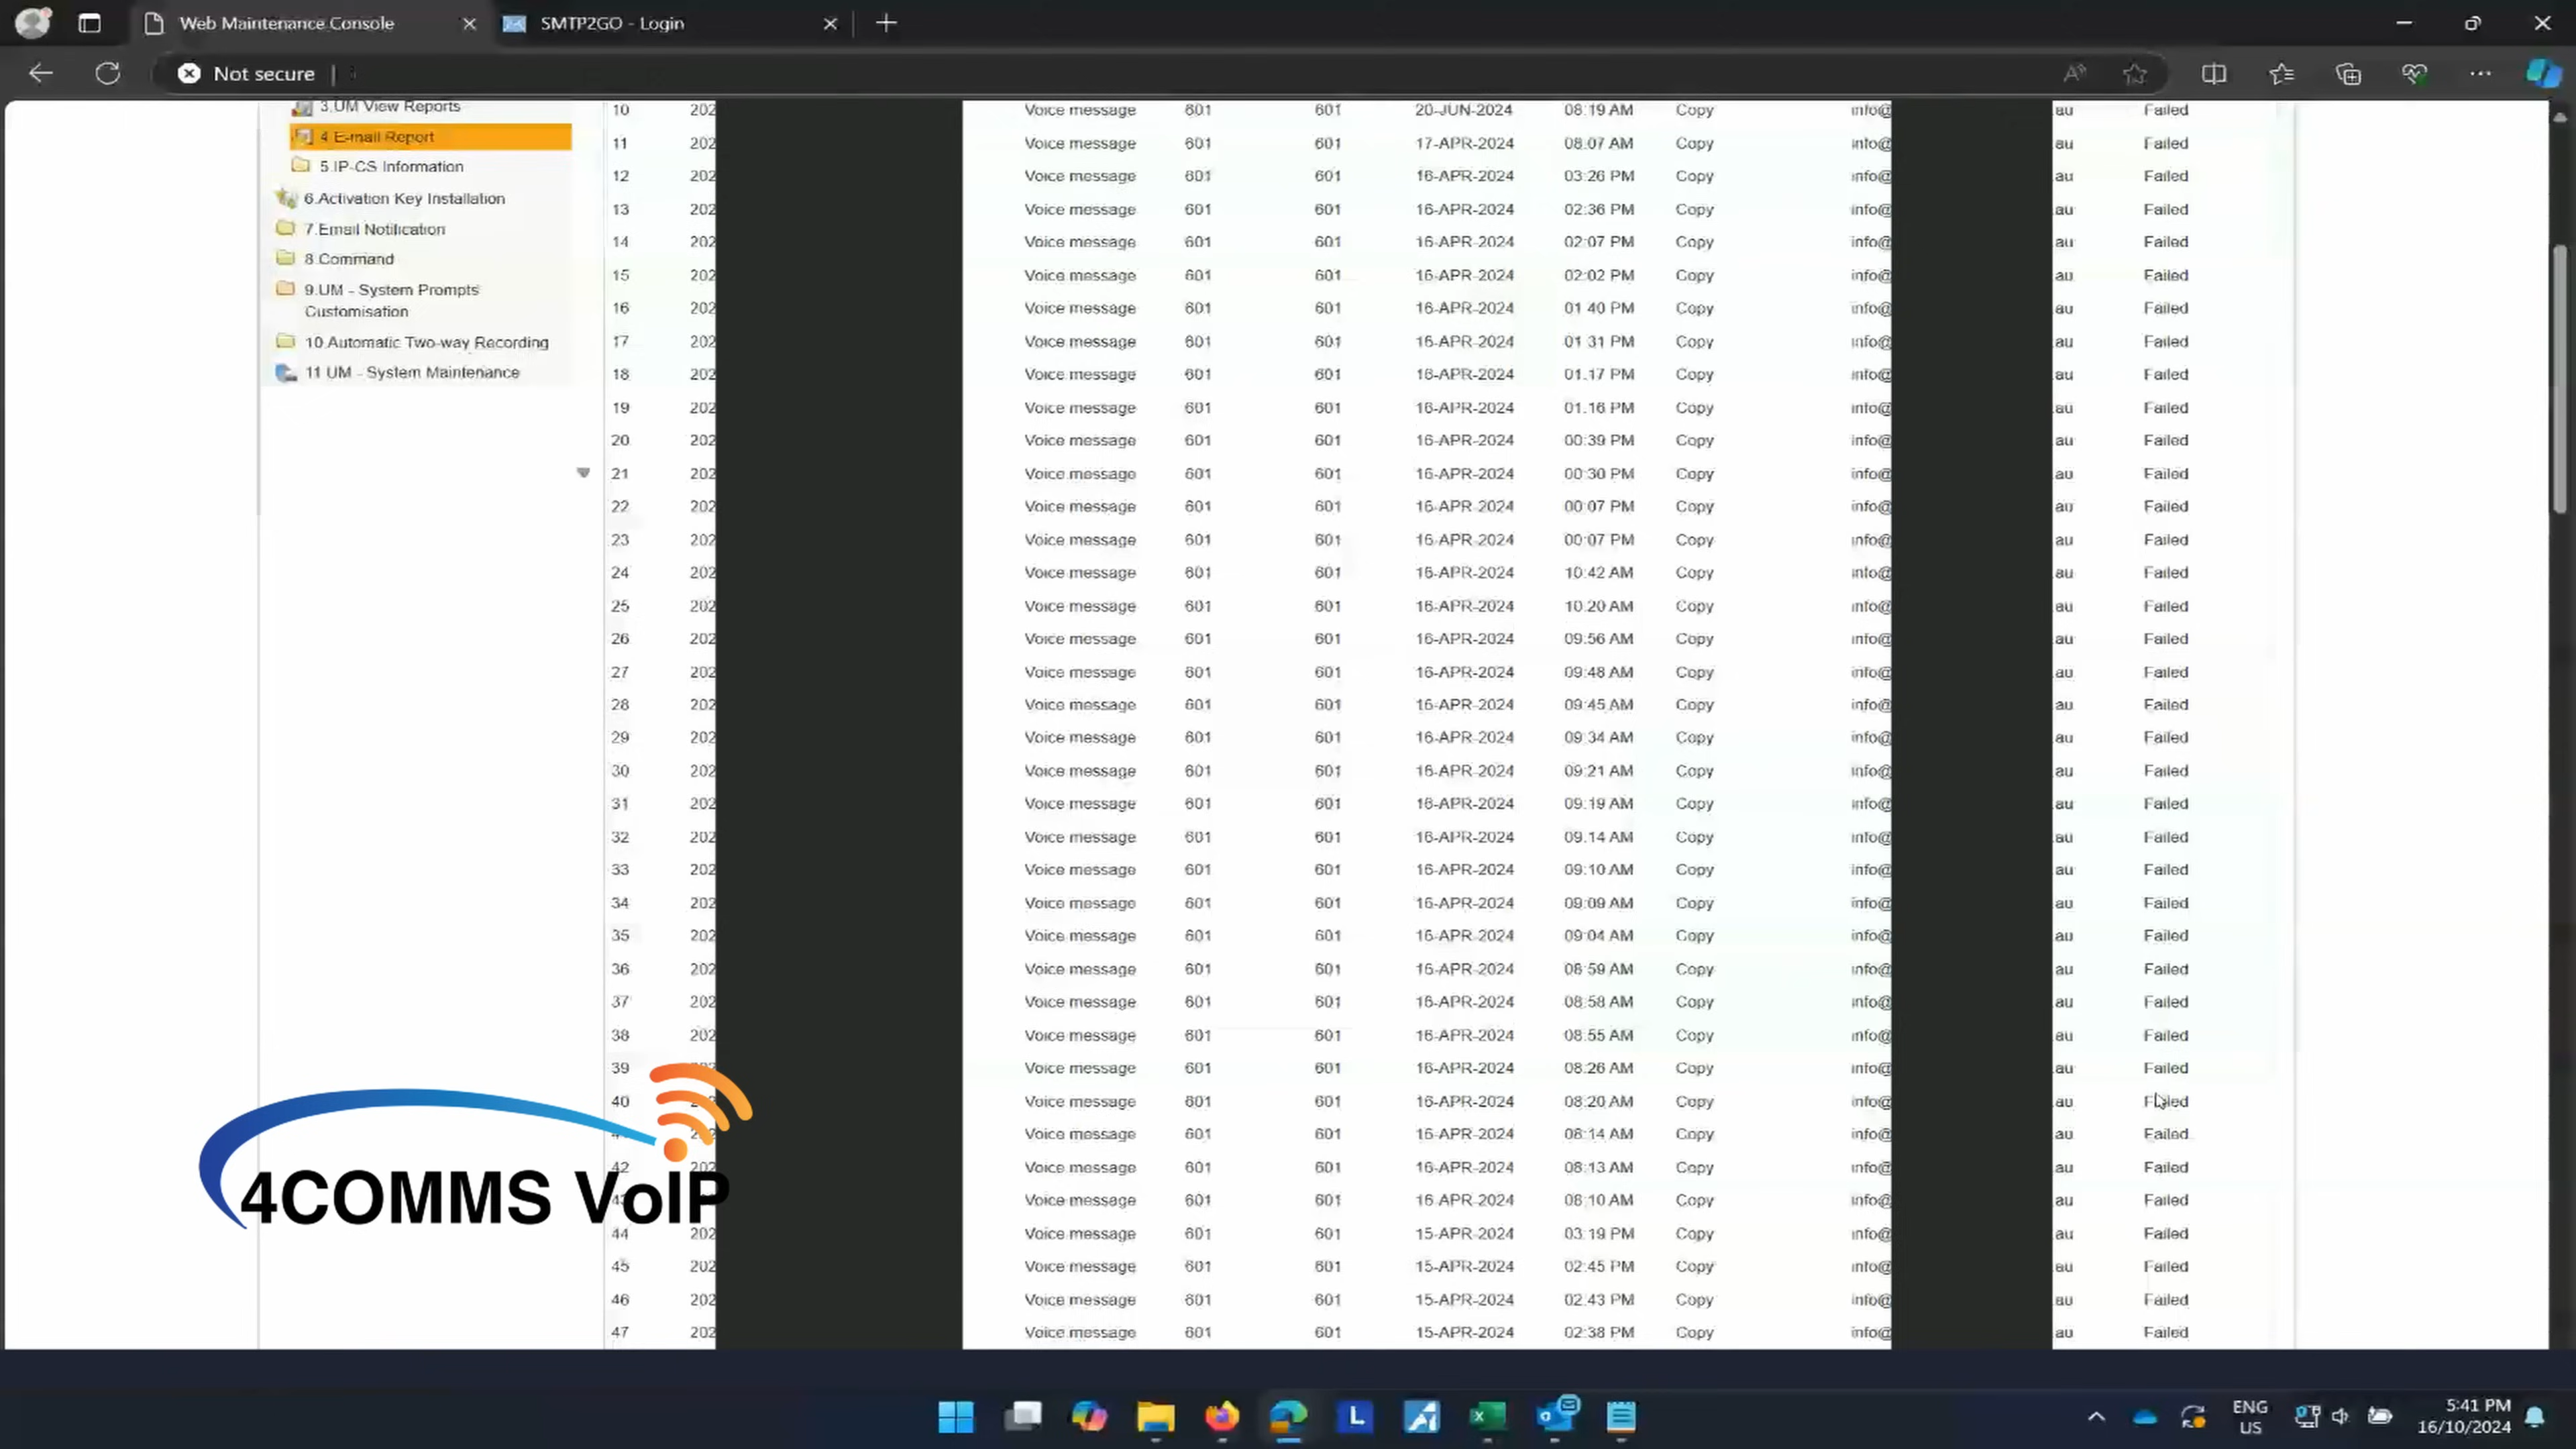 Web Maintenance Console
SMTP2GO - Login
Not secure
3.UM View Reports
4.E-mail Report
5.IP-CS Information
6.Activation Key Installation
7.Email Notification
8.Command
9.UM - System Prompts
Customisation
10.Automatic Two-way Recording
11.UM - System Maintenance
10 202 Voice message 601 601 20-JUN-2024 08:19 AM Copy info@ .au Failed
11 202 Voice message 601 601 17-APR-2024 08:07 AM Copy info@ .au Failed
12 202 Voice message 601 601 16-APR-2024 03:26 PM Copy info@ .au Failed
13 202 Voice message 601 601 16-APR-2024 02:36 PM Copy info@ .au Failed
14 202 Voice message 601 601 16-APR-2024 02:07 PM Copy info@ .au Failed
15 202 Voice message 601 601 16-APR-2024 02:02 PM Copy info@ .au Failed
16 202 Voice message 601 601 16-APR-2024 01:40 PM Copy info@ .au Failed
17 202 Voice message 601 601 16-APR-2024 01:31 PM Copy info@ .au Failed
18 202 Voice message 601 601 16-APR-2024 01:17 PM Copy info@ .au Failed
19 202 Voice message 601 601 16-APR-2024 01:16 PM Copy info@ .au Failed
20 202 Voice message 601 601 16-APR-2024 00:39 PM Copy info@ .au Failed
21 202 Voice message 601 601 16-APR-2024 00:30 PM Copy info@ .au Failed
22 202 Voice message 601 601 16-APR-2024 00:07 PM Copy info@ .au Failed
23 202 Voice message 601 601 16-APR-2024 00:07 PM Copy info@ .au Failed
24 202 Voice message 601 601 16-APR-2024 10:42 AM Copy info@ .au Failed
25 202 Voice message 601 601 16-APR-2024 10:20 AM Copy info@ .au Failed
26 202 Voice message 601 601 16-APR-2024 09:56 AM Copy info@ .au Failed
27 202 Voice message 601 601 16-APR-2024 09:48 AM Copy info@ .au Failed
28 202 Voice message 601 601 16-APR-2024 09:45 AM Copy info@ .au Failed
29 202 Voice message 601 601 16-APR-2024 09:34 AM Copy info@ .au Failed
30 202 Voice message 601 601 16-APR-2024 09:21 AM Copy info@ .au Failed
31 202 Voice message 601 601 16-APR-2024 09:19 AM Copy info@ .au Failed
32 202 Voice message 601 601 16-APR-2024 09:14 AM Copy info@ .au Failed
33 202 Voice message 601 601 16-APR-2024 09:10 AM Copy info@ .au Failed
34 202 Voice message 601 601 16-APR-2024 09:09 AM Copy info@ .au Failed
35 202 Voice message 601 601 16-APR-2024 09:04 AM Copy info@ .au Failed
36 202 Voice message 601 601 16-APR-2024 08:59 AM Copy info@ .au Failed
37 202 Voice message 601 601 16-APR-2024 08:58 AM Copy info@ .au Failed
38 202 Voice message 601 601 16-APR-2024 08:55 AM Copy info@ .au Failed
39 Voice message 601 601 16-APR-2024 08:26 AM Copy info@ .au Failed
40 Voice message 601 601 16-APR-2024 08:20 AM Copy info@ .au Failed
Voice message 601 601 16-APR-2024 08:14 AM Copy info@ .au Failed
42 202 Voice message 601 601 16-APR-2024 08:13 AM Copy info@ .au Failed
Voice message 601 601 16-APR-2024 08:10 AM Copy info@ .au Failed
44 202 Voice message 601 601 15-APR-2024 03:19 PM Copy info@ .au Failed
45 202 Voice message 601 601 15-APR-2024 02:45 PM Copy info@ .au Failed
46 202 Voice message 601 601 15-APR-2024 02:43 PM Copy info@ .au Failed
47 202 Voice message 601 601 15-APR-2024 02:38 PM Copy info@ .au Failed
4COMMS VoIP
ENG
US
5:41 PM
16/10/2024